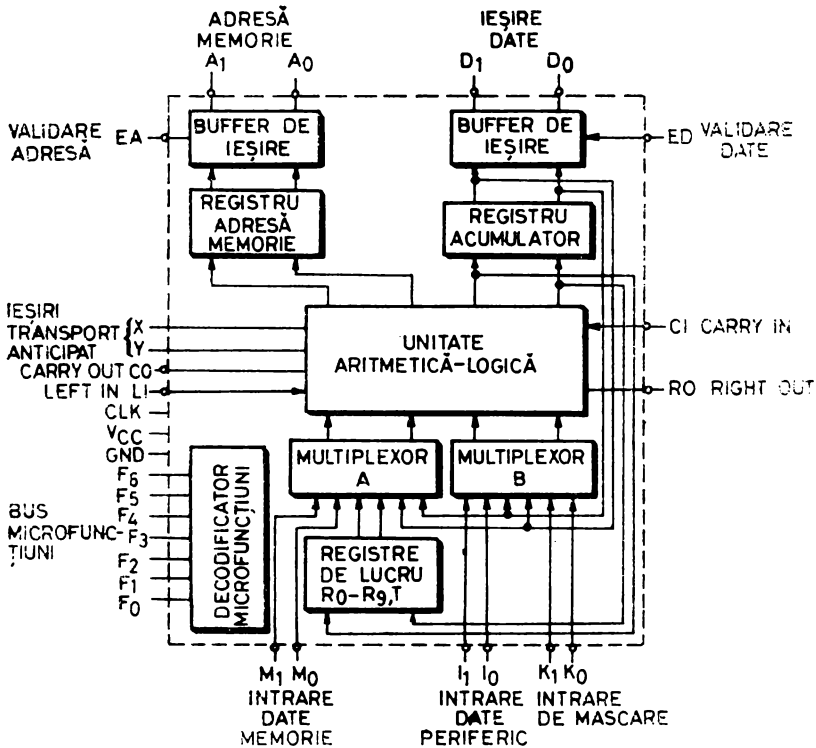 ADRESĂ
MEMORIE
A1 A0
IEȘIRE
DATE
D1 D0
VALIDARE EA
ADRESĂ
BUFFER DE
IEȘIRE
BUFFER DE
IEȘIRE
ED VALIDARE
DATE
REGISTRU
ADRESĂ
MEMORIE
REGISTRU
ACUMULATOR
IEȘIRI
TRANSPORT { X
ANTICIPAT { Y
CARRY OUT CO
LEFT IN LI
UNITATE
ARITMETICĂ-LOGICĂ
CI CARRY IN
RO RIGHT OUT
CLK
VCC
GND
MULTIPLEXOR
A
MULTIPLEXOR
B
BUS
MICROFUNC-
ȚIUNI
F6
F5
F4
F3
F2
F1
F0
DECODIFICATOR
MICROFUNCȚIUNI
REGISTRE
DE LUCRU
R0-R9,T
M1 M0
INTRARE
DATE
MEMORIE
I1 I0
INTRARE
DATE
PERIFERIC
K1 K0
INTRARE
DE MASCARE